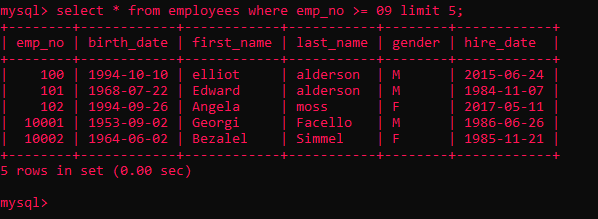 mysql> select * from employees where emp_no >= 09 limit 5;
+--------+------------+------------+-----------+--------+------------+
| emp_no | birth_date | first_name | last_name | gender | hire_date  |
+--------+------------+------------+-----------+--------+------------+
|    100 | 1994-10-10 | elliot     | alderson  | M      | 2015-06-24 |
|    101 | 1968-07-22 | Edward     | alderson  | M      | 1984-11-07 |
|    102 | 1994-09-26 | Angela     | moss      | F      | 2017-05-11 |
|  10001 | 1953-09-02 | Georgi     | Facello   | M      | 1986-06-26 |
|  10002 | 1964-06-02 | Bezalel    | Simmel    | F      | 1985-11-21 |
+--------+------------+------------+-----------+--------+------------+
5 rows in set (0.00 sec)
mysql>